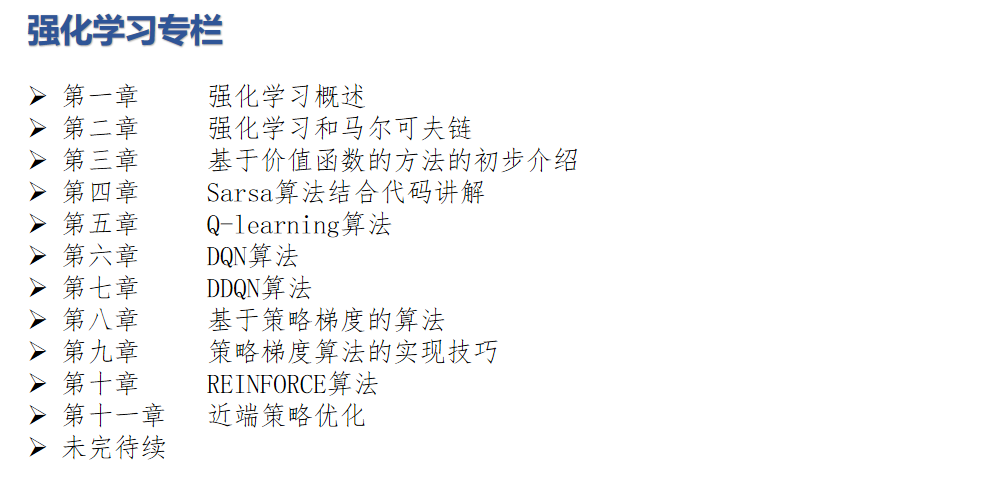 强化学习专栏
第一章 强化学习概述
第二章 强化学习和马尔可夫链
第三章 基于价值函数的方法的初步介绍
第四章 Sarsa算法结合代码讲解
第五章 Q-learning算法
第六章 DQN算法
第七章 DDQN算法
第八章 基于策略梯度的算法
第九章 策略梯度算法的实现技巧
第十章 REINFORCE算法
第十一章 近端策略优化
未完待续